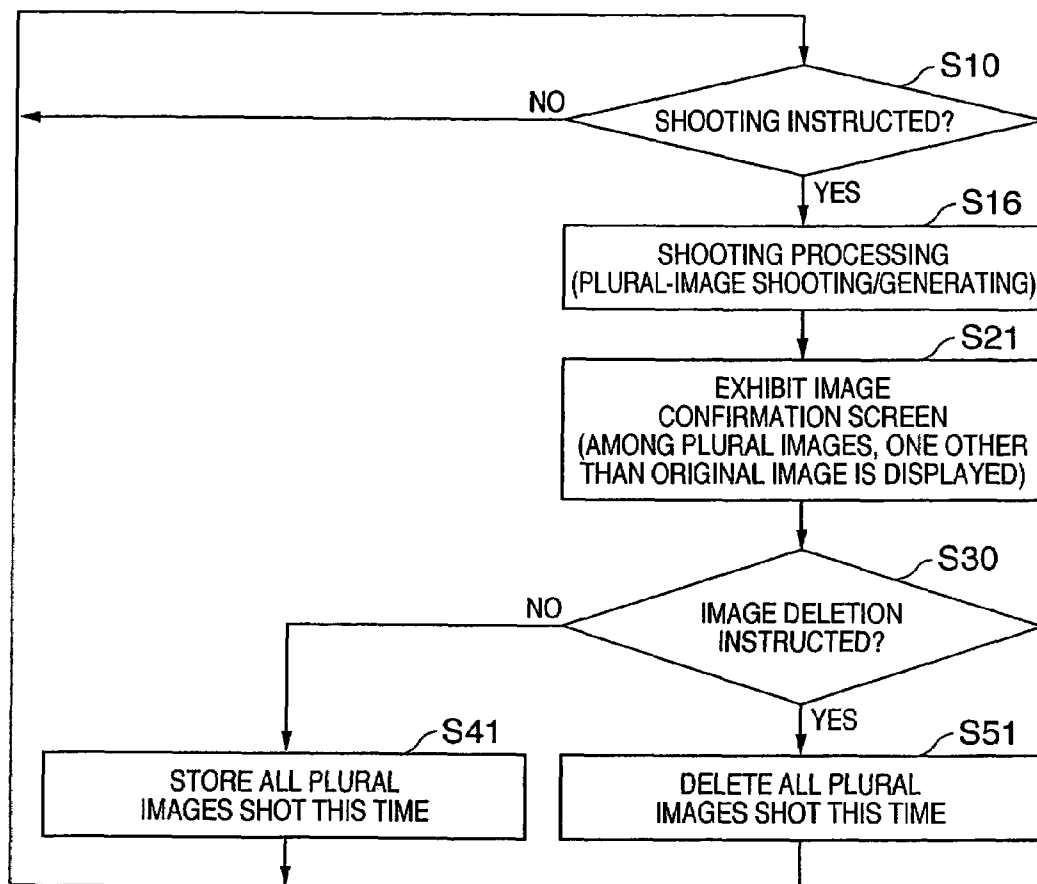 S10
NO
SHOOTING INSTRUCTED?
YES
S16
SHOOTING PROCESSING
(PLURAL-IMAGE SHOOTING/GENERATING)
S21
EXHIBIT IMAGE
CONFIRMATION SCREEN
(AMONG PLURAL IMAGES, ONE OTHER
THAN ORIGINAL IMAGE IS DISPLAYED)
S30
NO
IMAGE DELETION
INSTRUCTED?
YES
S41
STORE ALL PLURAL
IMAGES SHOT THIS TIME
S51
DELETE ALL PLURAL
IMAGES SHOT THIS TIME